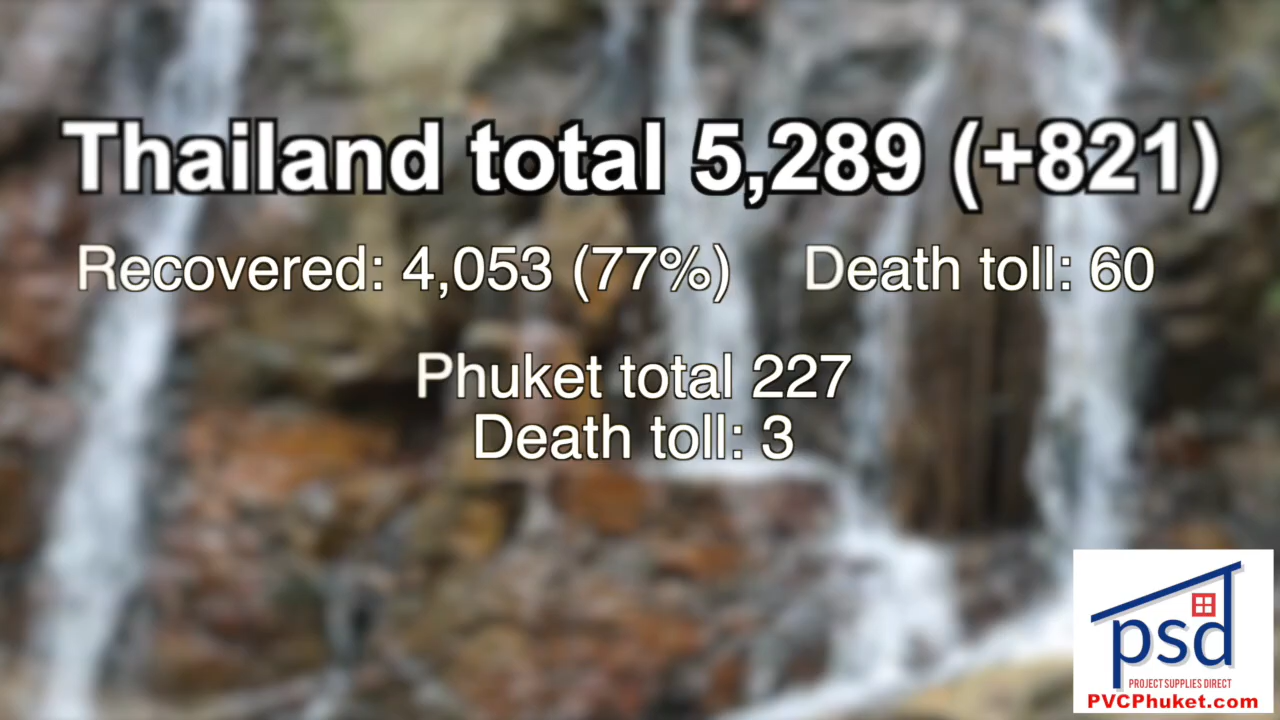 Thailand total 5,289 (+821)
Recovered: 4,053 (77%) Death toll: 60
Phuket total 227
Death toll: 3
psd
PROJECT SUPPLIES DIRECT
PVCPhuket.com